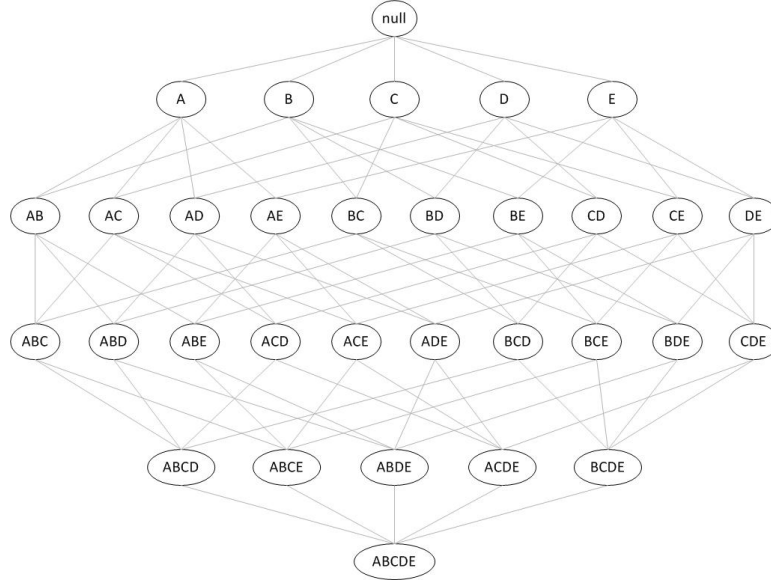 null
A B C D E
AB AC AD AE BC BD BE CD CE DE
ABC ABD ABE ACD ACE ADE BCD BCE BDE CDE
ABCD ABCE ABDE ACDE BCDE
ABCDE